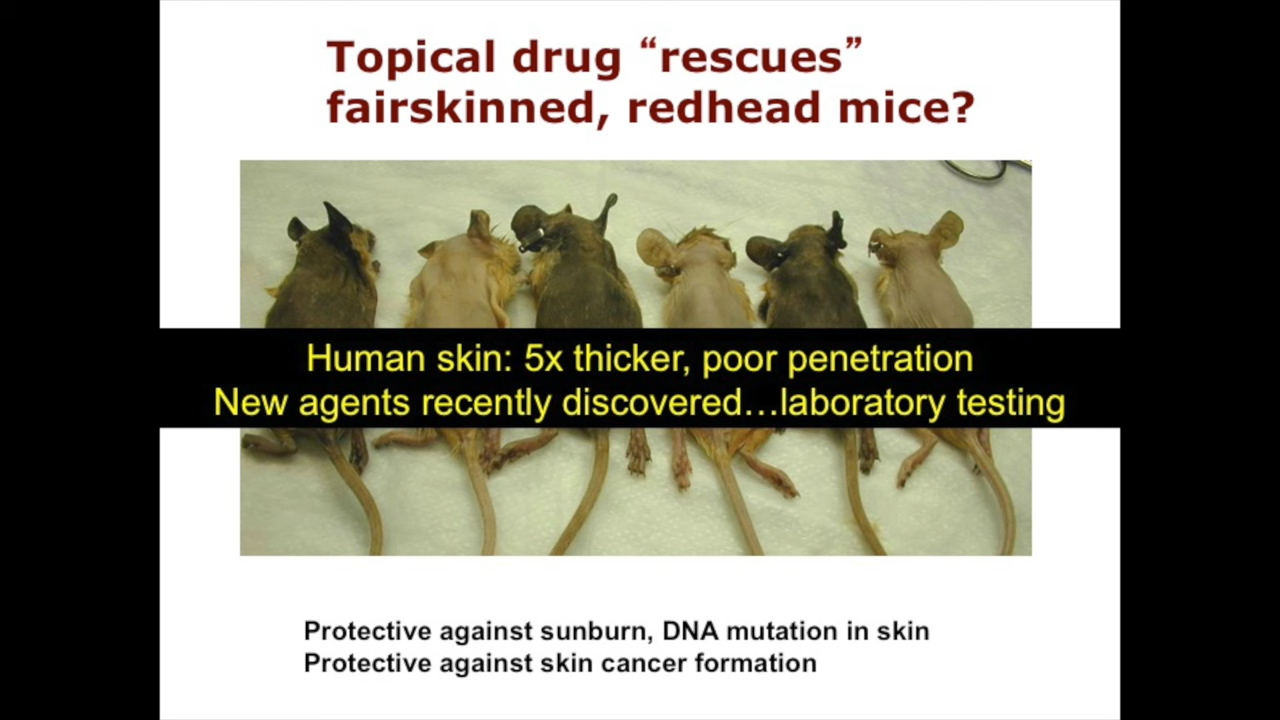 Topical drug “rescues”
fairskinned, redhead mice?
Human skin: 5x thicker, poor penetration
New agents recently discovered…laboratory testing
Protective against sunburn, DNA mutation in skin
Protective against skin cancer formation